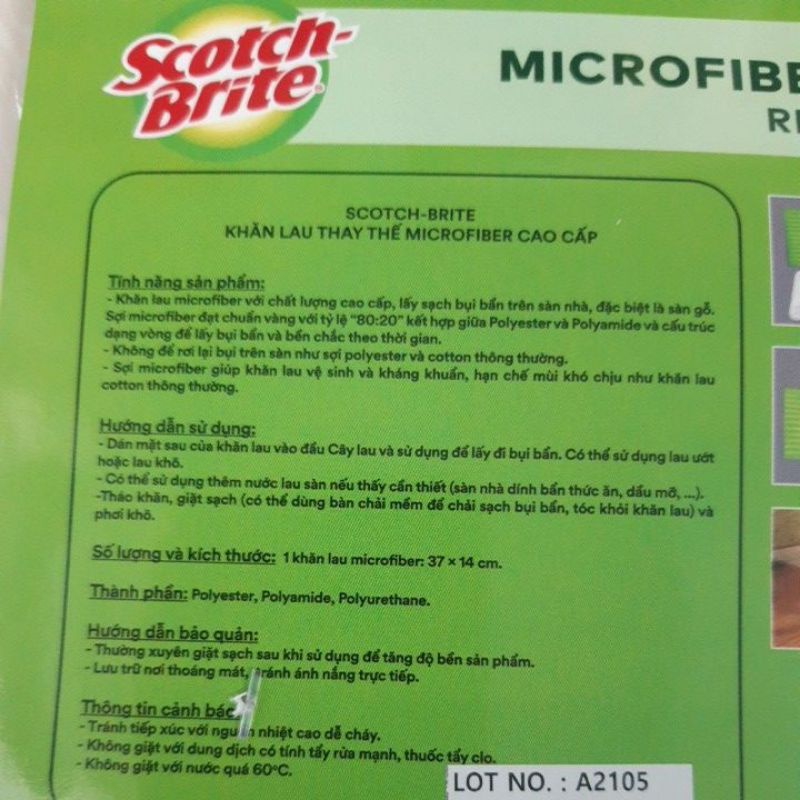 Scotch-
Brite
MICROFIBE
SCOTCH-BRITE
KHĂN LAU THAY THẾ MICROFIBER CAO CẤP
Tính năng sản phẩm:
- Khăn lau microfiber với chất lượng cao cấp, lấy sạch bụi bẩn trên sàn nhà, đặc biệt là sàn gỗ.
Sợi microfiber đạt chuẩn vàng với tỷ lệ "80:20" kết hợp giữa Polyester và Polyamide và cấu trúc
dạng vòng để lấy bụi bẩn và bền chắc theo thời gian.
- Không để rơi lại bụi trên sàn như sợi polyester và cotton thông thường.
- Sợi microfiber giúp khăn lau vệ sinh và kháng khuẩn, hạn chế mùi khó chịu như khăn lau
cotton thông thường.
Hướng dẫn sử dụng:
- Dán mặt sau của khăn lau vào đầu Cây lau và sử dụng để lấy đi bụi bẩn. Có thể sử dụng lau ướt
hoặc lau khô.
- Có thể sử dụng thêm nước lau sàn nếu thấy cần thiết (sàn nhà dính bẩn thức ăn, dầu mỡ, ...).
-Tháo khăn, giặt sạch (có thể dùng bàn chải mềm để chải sạch bụi bẩn, tóc khỏi khăn lau) và
phơi khô.
Số lượng và kích thước: 1 khăn lau microfiber: 37 x 14 cm.
Thành phần: Polyester, Polyamide, Polyurethane.
Hướng dẫn bảo quản:
- Thường xuyên giặt sạch sau khi sử dụng để tăng độ bền sản phẩm.
- Lưu trữ nơi thoáng mát, tránh ánh nắng trực tiếp.
Thông tin cảnh báo
- Tránh tiếp xúc với nguồn nhiệt cao dễ cháy.
- Không giặt với dung dịch có tính tẩy rửa mạnh, thuốc tẩy clo.
- Không giặt với nước quá 60°C.
LOT NO. : A2105